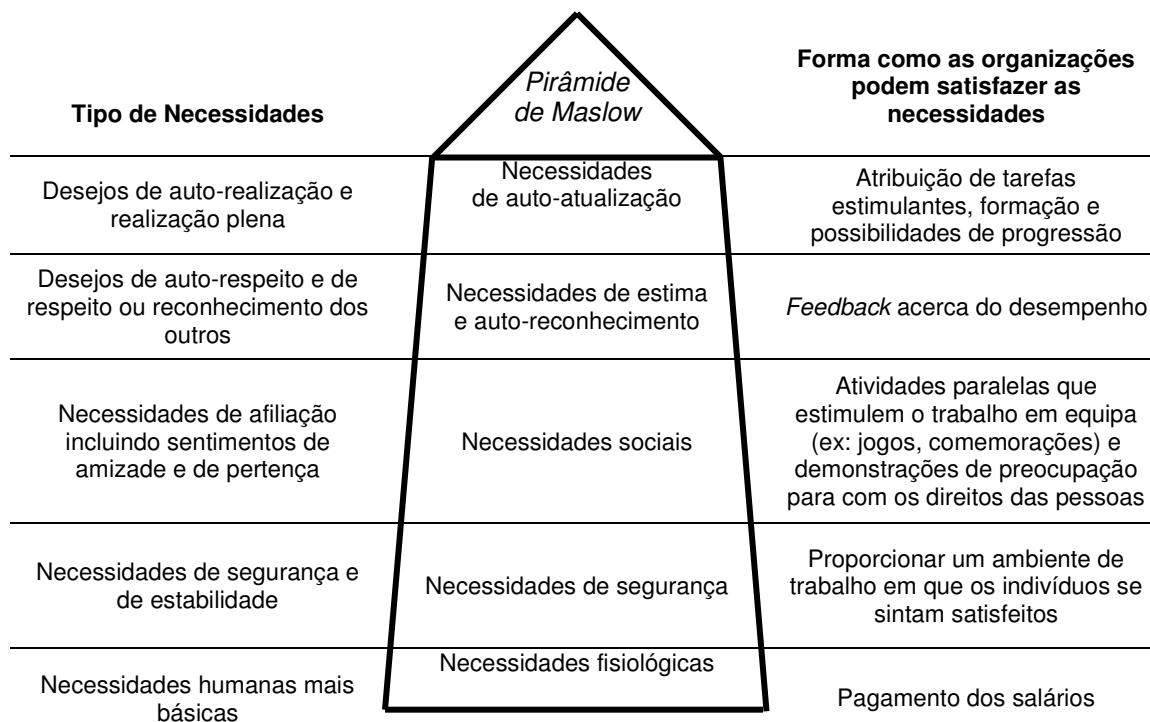 Pirâmide
de Maslow
Tipo de Necessidades
Forma como as organizações
podem satisfazer as
necessidades
Desejos de auto-realização e
realização plena
Necessidades
de auto-atualização
Atribuição de tarefas
estimulantes, formação e
possibilidades de progressão
Desejos de auto-respeito e de
respeito ou reconhecimento dos
outros
Necessidades de estima
e auto-reconhecimento
Feedback acerca do desempenho
Necessidades de afiliação
incluindo sentimentos de
amizade e de pertença
Necessidades sociais
Atividades paralelas que
estimulem o trabalho em equipa
(ex: jogos, comemorações) e
demonstrações de preocupação
para com os direitos das pessoas
Necessidades de segurança e
de estabilidade
Necessidades de segurança
Proporcionar um ambiente de
trabalho em que os indivíduos se
sintam satisfeitos
Necessidades humanas mais
básicas
Necessidades fisiológicas
Pagamento dos salários